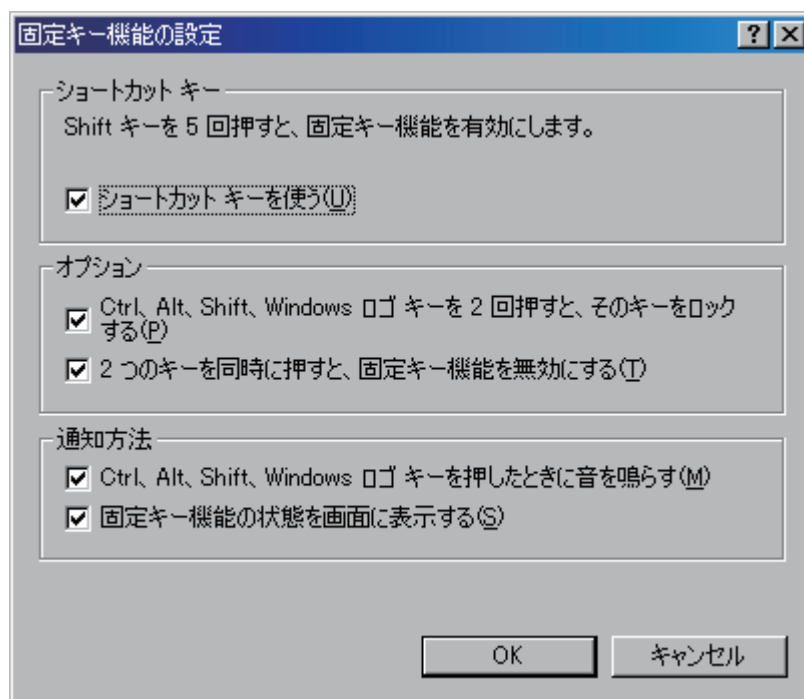 固定キー機能の設定
ショートカット キー
Shift キーを 5 回押すと、固定キー機能を有効にします。
ショートカット キーを使う(U)
オプション
Ctrl、Alt、Shift、Windows ロゴ キーを 2 回押すと、そのキーをロック
する(P)
2 つのキーを同時に押すと、固定キー機能を無効にする(T)
通知方法
Ctrl、Alt、Shift、Windows ロゴ キーを押したときに音を鳴らす(M)
固定キー機能の状態を画面に表示する(S)
OK キャンセル